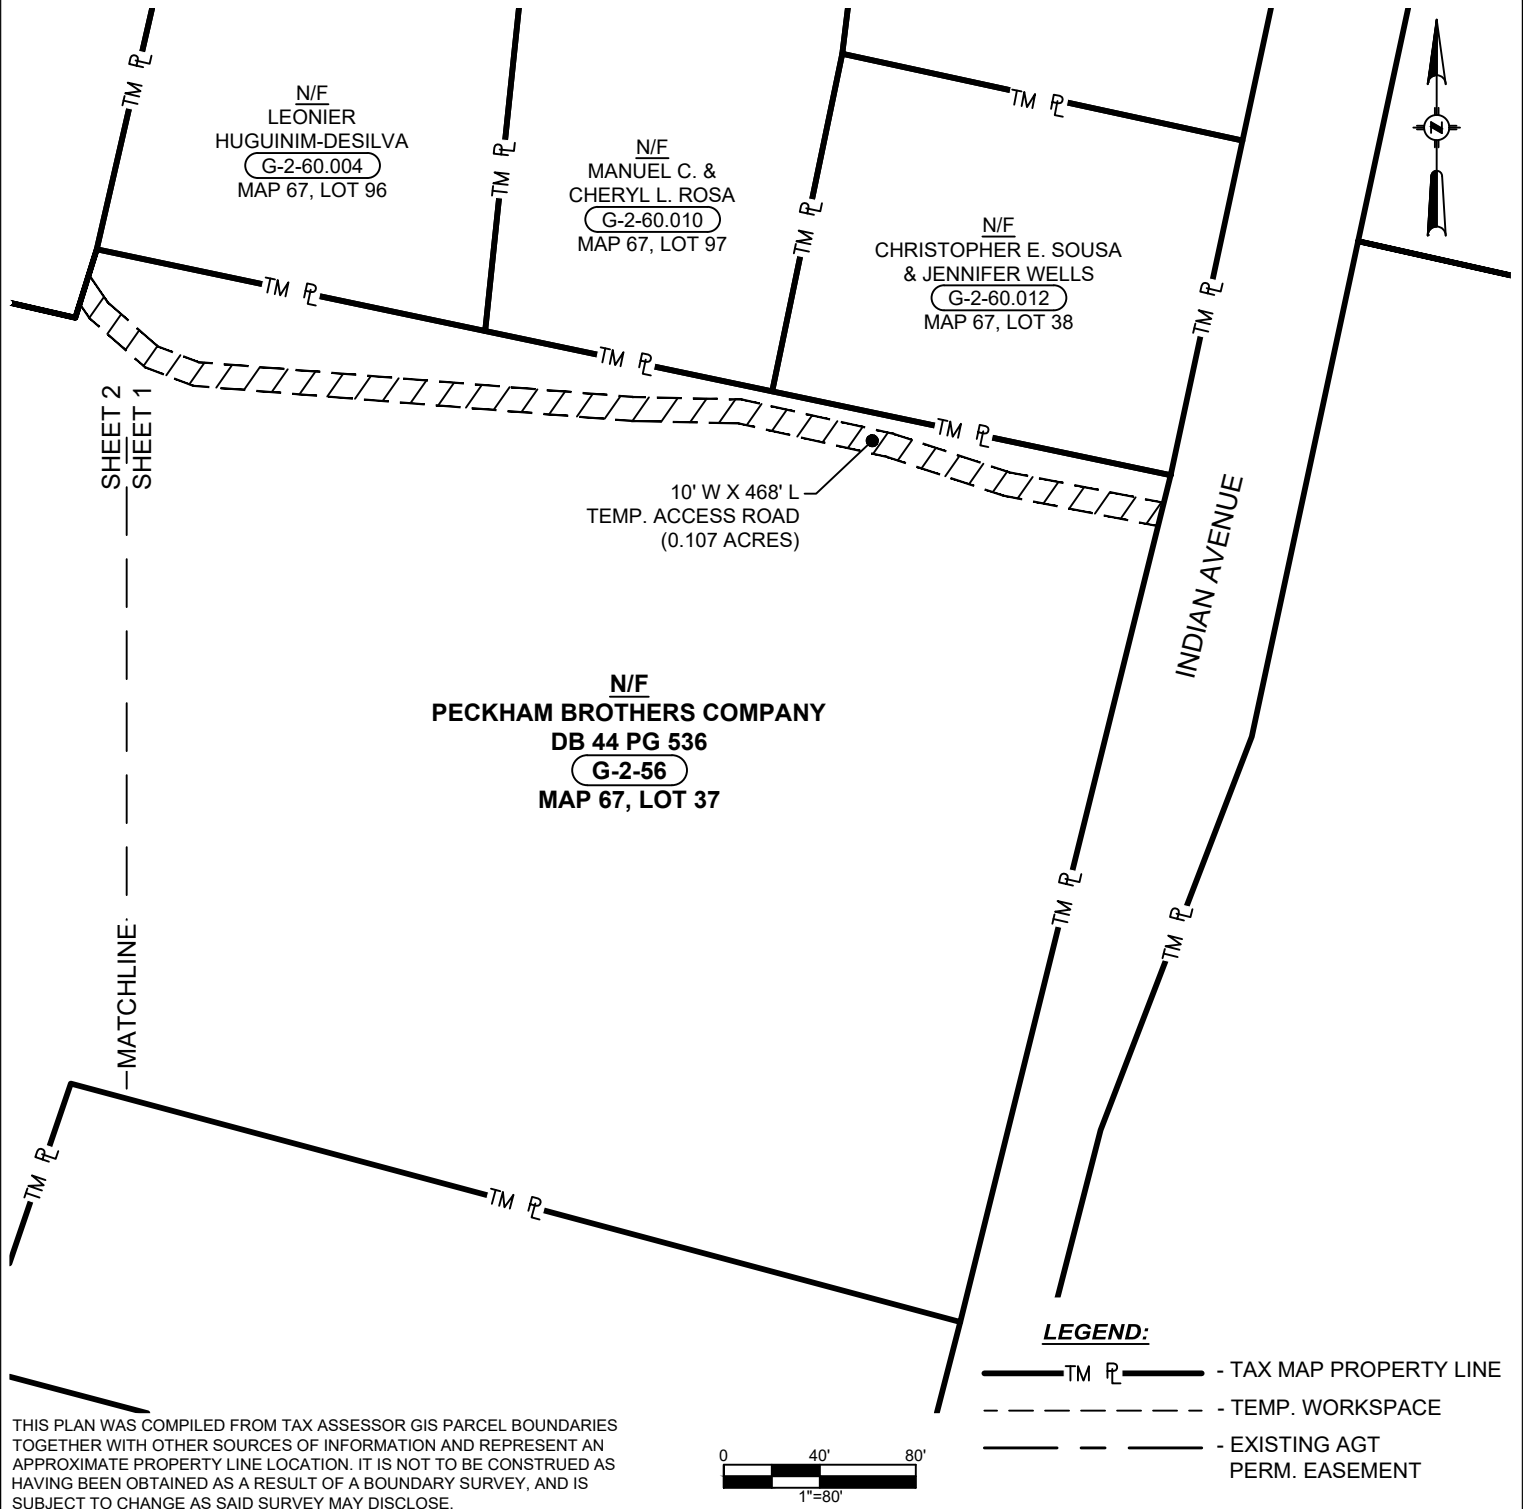 TM PL
N/F
LEONIER
HUGUINIM-DESILVA
G-2-60.004
MAP 67, LOT 96
TM PL
N/F
MANUEL C. &
CHERYL L. ROSA
G-2-60.010
MAP 67, LOT 97
TM PL
TM PL
N/F
CHRISTOPHER E. SOUSA
& JENNIFER WELLS
G-2-60.012
MAP 67, LOT 38
N
TM PL
TM PL
TM PL
TM PL
SHEET 2
SHEET 1
10' W X 468' L
TEMP. ACCESS ROAD
(0.107 ACRES)
INDIAN AVENUE
N/F
PECKHAM BROTHERS COMPANY
DB 44 PG 536
G-2-56
MAP 67, LOT 37
TM PL
TM PL
MATCHLINE
TM PL
TM PL
LEGEND:
TM PL - TAX MAP PROPERTY LINE
- TEMP. WORKSPACE
- EXISTING AGT
PERM. EASEMENT
THIS PLAN WAS COMPILED FROM TAX ASSESSOR GIS PARCEL BOUNDARIES
TOGETHER WITH OTHER SOURCES OF INFORMATION AND REPRESENT AN
APPROXIMATE PROPERTY LINE LOCATION. IT IS NOT TO BE CONSTRUED AS
HAVING BEEN OBTAINED AS A RESULT OF A BOUNDARY SURVEY, AND IS
SUBJECT TO CHANGE AS SAID SURVEY MAY DISCLOSE.
0 40' 80'
1"=80'